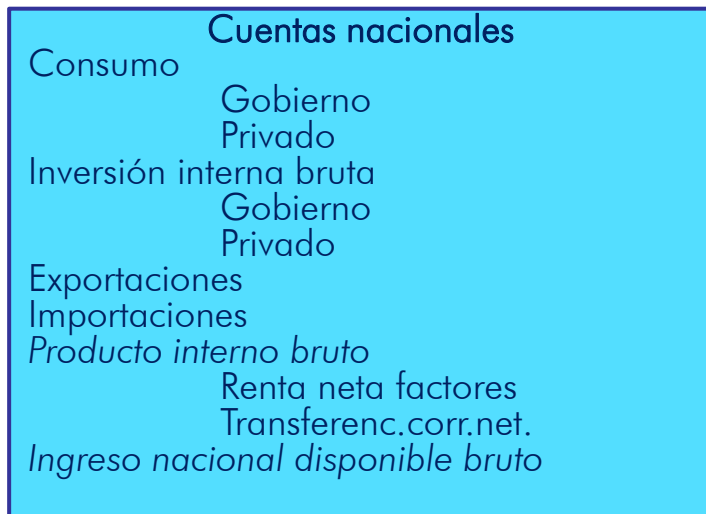 Cuentas nacionales
Consumo
Gobierno
Privado
Inversión interna bruta
Gobierno
Privado
Exportaciones
Importaciones
Producto interno bruto
Renta neta factores
Transferenc.corr.net.
Ingreso nacional disponible bruto